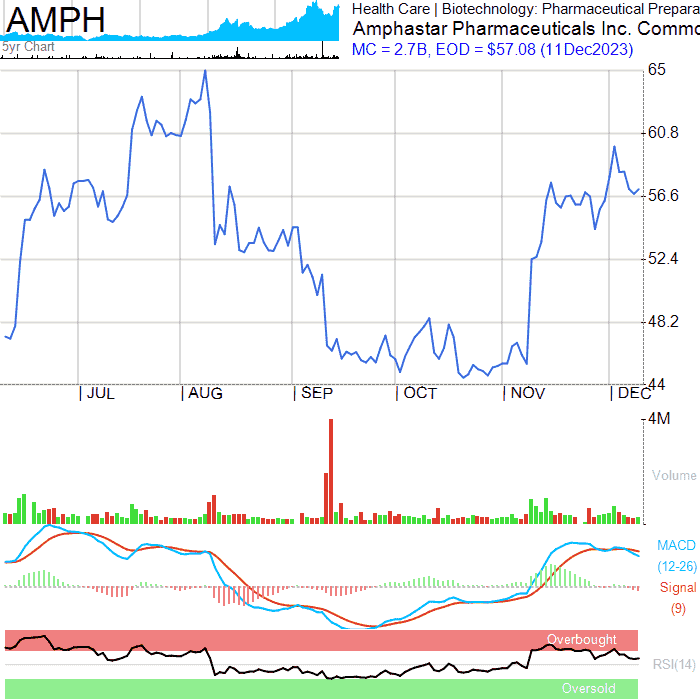 AMPH
5yr Chart
Health Care | Biotechnology: Pharmaceutical Prepara
Amphastar Pharmaceuticals Inc. Commo
MC = 2.7B, EOD = $57.08 (11Dec2023)
65
60.8
56.6
52.4
48.2
44
| JUL | AUG | SEP | OCT | NOV | DEC
4M
Volume
MACD
(12-26)
Signal
(9)
Overbought
RSI(14)
Oversold